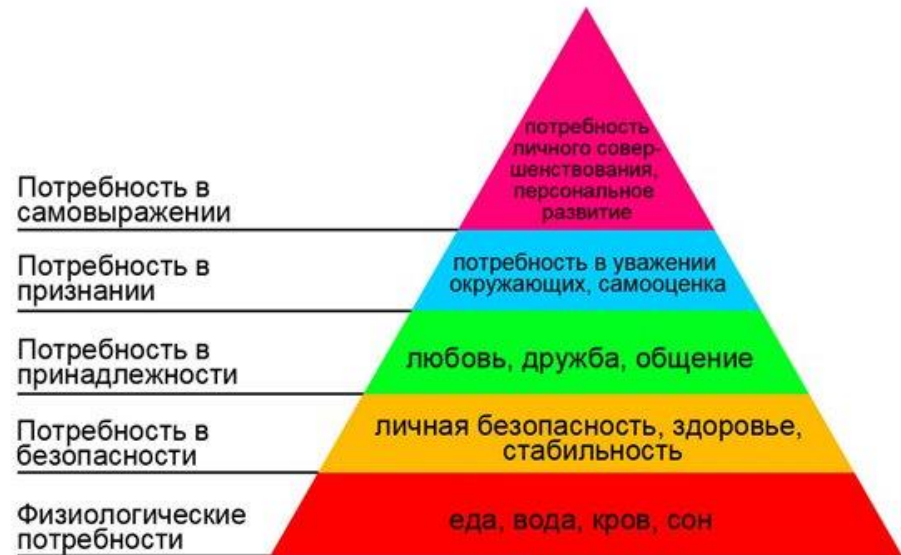 потребность
личного совер-
шенствования,
персональное
развитие
Потребность в
самовыражении
потребность в уважении
окружающих, самооценка
Потребность в
признании
любовь, дружба, общение
Потребность в
принадлежности
личная безопасность, здоровье,
стабильность
Потребность в
безопасности
еда, вода, кров, сон
Физиологические
потребности